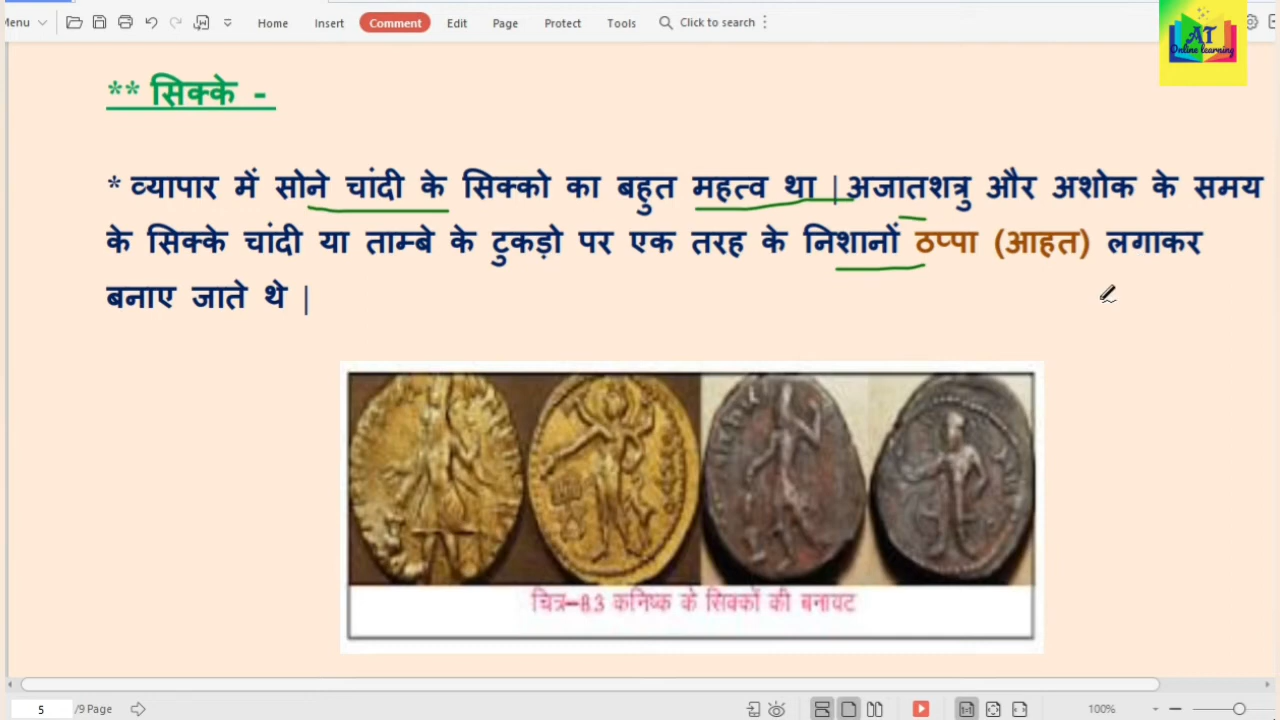 Menu
Home Insert Comment Edit Page Protect Tools Click to search
AT
Online learning
** सिक्के -
* व्यापार में सोने चांदी के सिक्को का बहुत महत्व था |अजातशत्रु और अशोक के समय
के सिक्के चांदी या ताम्बे के टुकड़ो पर एक तरह के निशानों ठप्पा (आहत) लगाकर
बनाए जाते थे |
चित्र-8.3 कनिष्क के सिक्कों की बनावट
5 /9 Page 100%